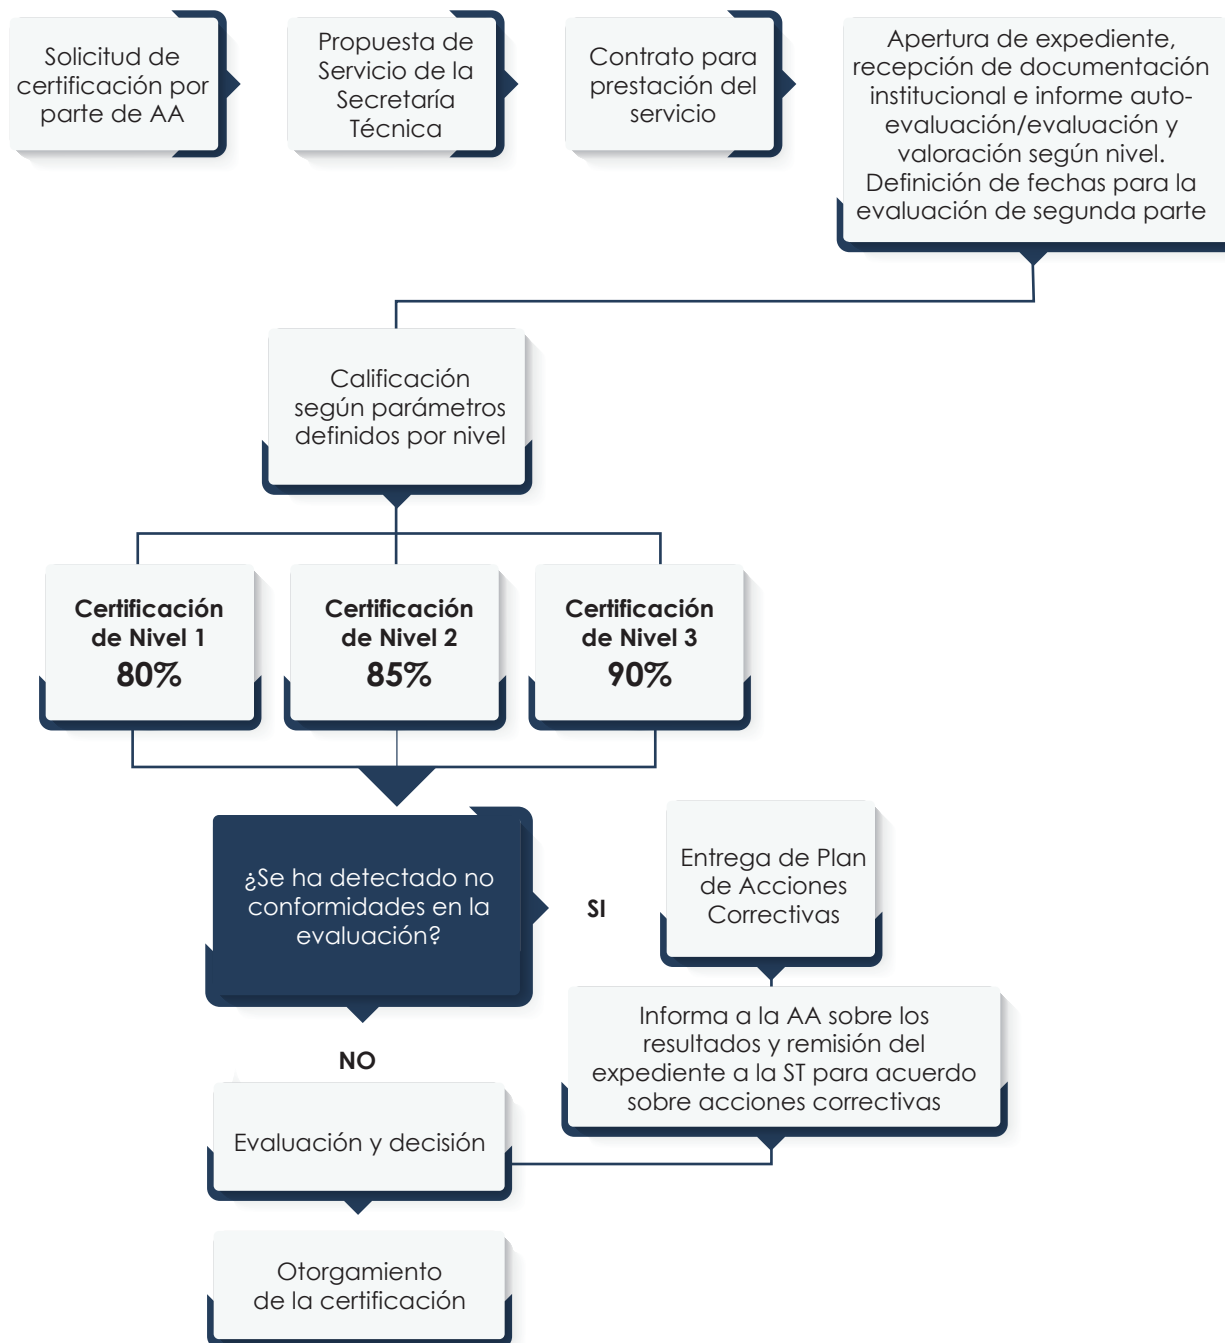 Solicitud de
certificación por
parte de AA
Propuesta de
Servicio de la
Secretaría
Técnica
Contrato para
prestación del
servicio
Apertura de expediente,
recepción de documentación
institucional e informe auto-
evaluación/evaluación y
valoración según nivel.
Definición de fechas para la
evaluación de segunda parte
Calificación
según parámetros
definidos por nivel
Certificación
de Nivel 1
80%
Certificación
de Nivel 2
85%
Certificación
de Nivel 3
90%
¿Se ha detectado no
conformidades en la
evaluación?
SI
Entrega de Plan
de Acciones
Correctivas
Informa a la AA sobre los
resultados y remisión del
expediente a la ST para acuerdo
sobre acciones correctivas
NO
Evaluación y decisión
Otorgamiento
de la certificación